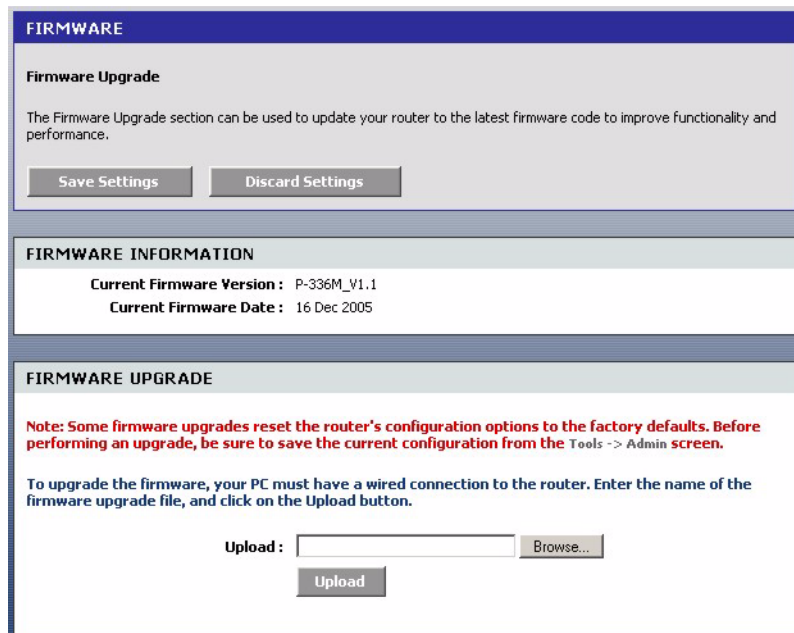 FIRMWARE
Firmware Upgrade
The Firmware Upgrade section can be used to update your router to the latest firmware code to improve functionality and
performance.
Save Settings Discard Settings
FIRMWARE INFORMATION
Current Firmware Version : P-336M_V1.1
Current Firmware Date : 16 Dec 2005
FIRMWARE UPGRADE
Note: Some firmware upgrades reset the router's configuration options to the factory defaults. Before
performing an upgrade, be sure to save the current configuration from the Tools -> Admin screen.
To upgrade the firmware, your PC must have a wired connection to the router. Enter the name of the
firmware upgrade file, and click on the Upload button.
Upload : Browse...
Upload